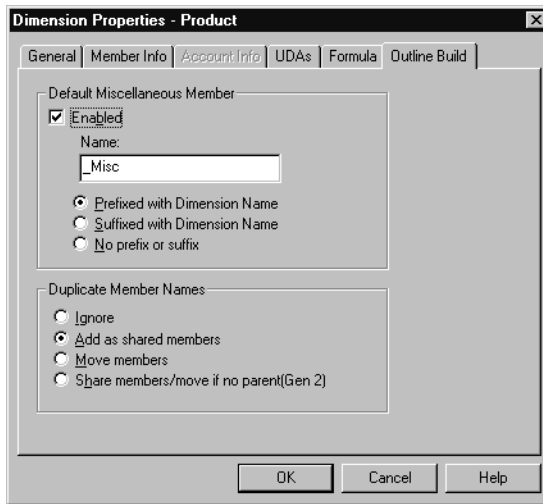 Dimension Properties - Product
General
Member Info
Account Info
UDAs
Formula
Outline Build
Default Miscellaneous Member
Enabled
Name:
_Misc
Prefixed with Dimension Name
Suffixed with Dimension Name
No prefix or suffix
Duplicate Member Names
Ignore
Add as shared members
Move members
Share members/move if no parent(Gen 2)
OK
Cancel
Help